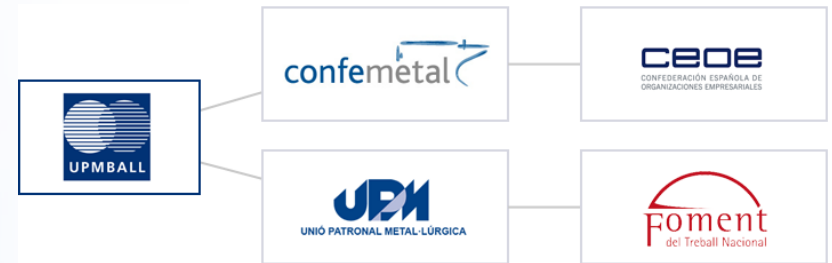 UPMBALL
confemetal
ceoe
CONFEDERACIÓN ESPAÑOLA DE
ORGANIZACIONES EMPRESARIALES
UPM
UNIÓ PATRONAL METAL·LÚRGICA
Foment
del Treball Nacional